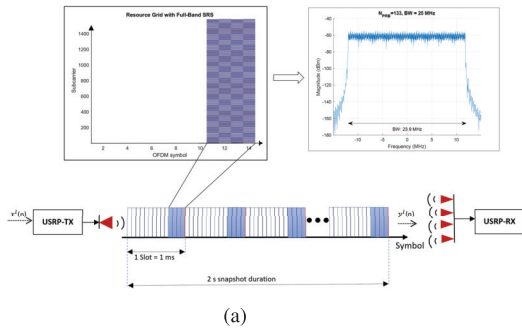 Resource Grid with Full-Band SRS
1400
1200
1000
800
600
400
200
Subcarrier
0 2 4 6 8 10 12 14
OFDM symbol
N_PRB=133, BW = 25 MHz
-40
-60
-80
-100
-120
-140
-160
-180
Magnitude (dBm)
BW: 23.9 MHz
-10 -5 0 5 10
Frequency (MHz)
USRP-TX
USRP-RX
Symbol
1 Slot = 1 ms
2 s snapshot duration
(a)